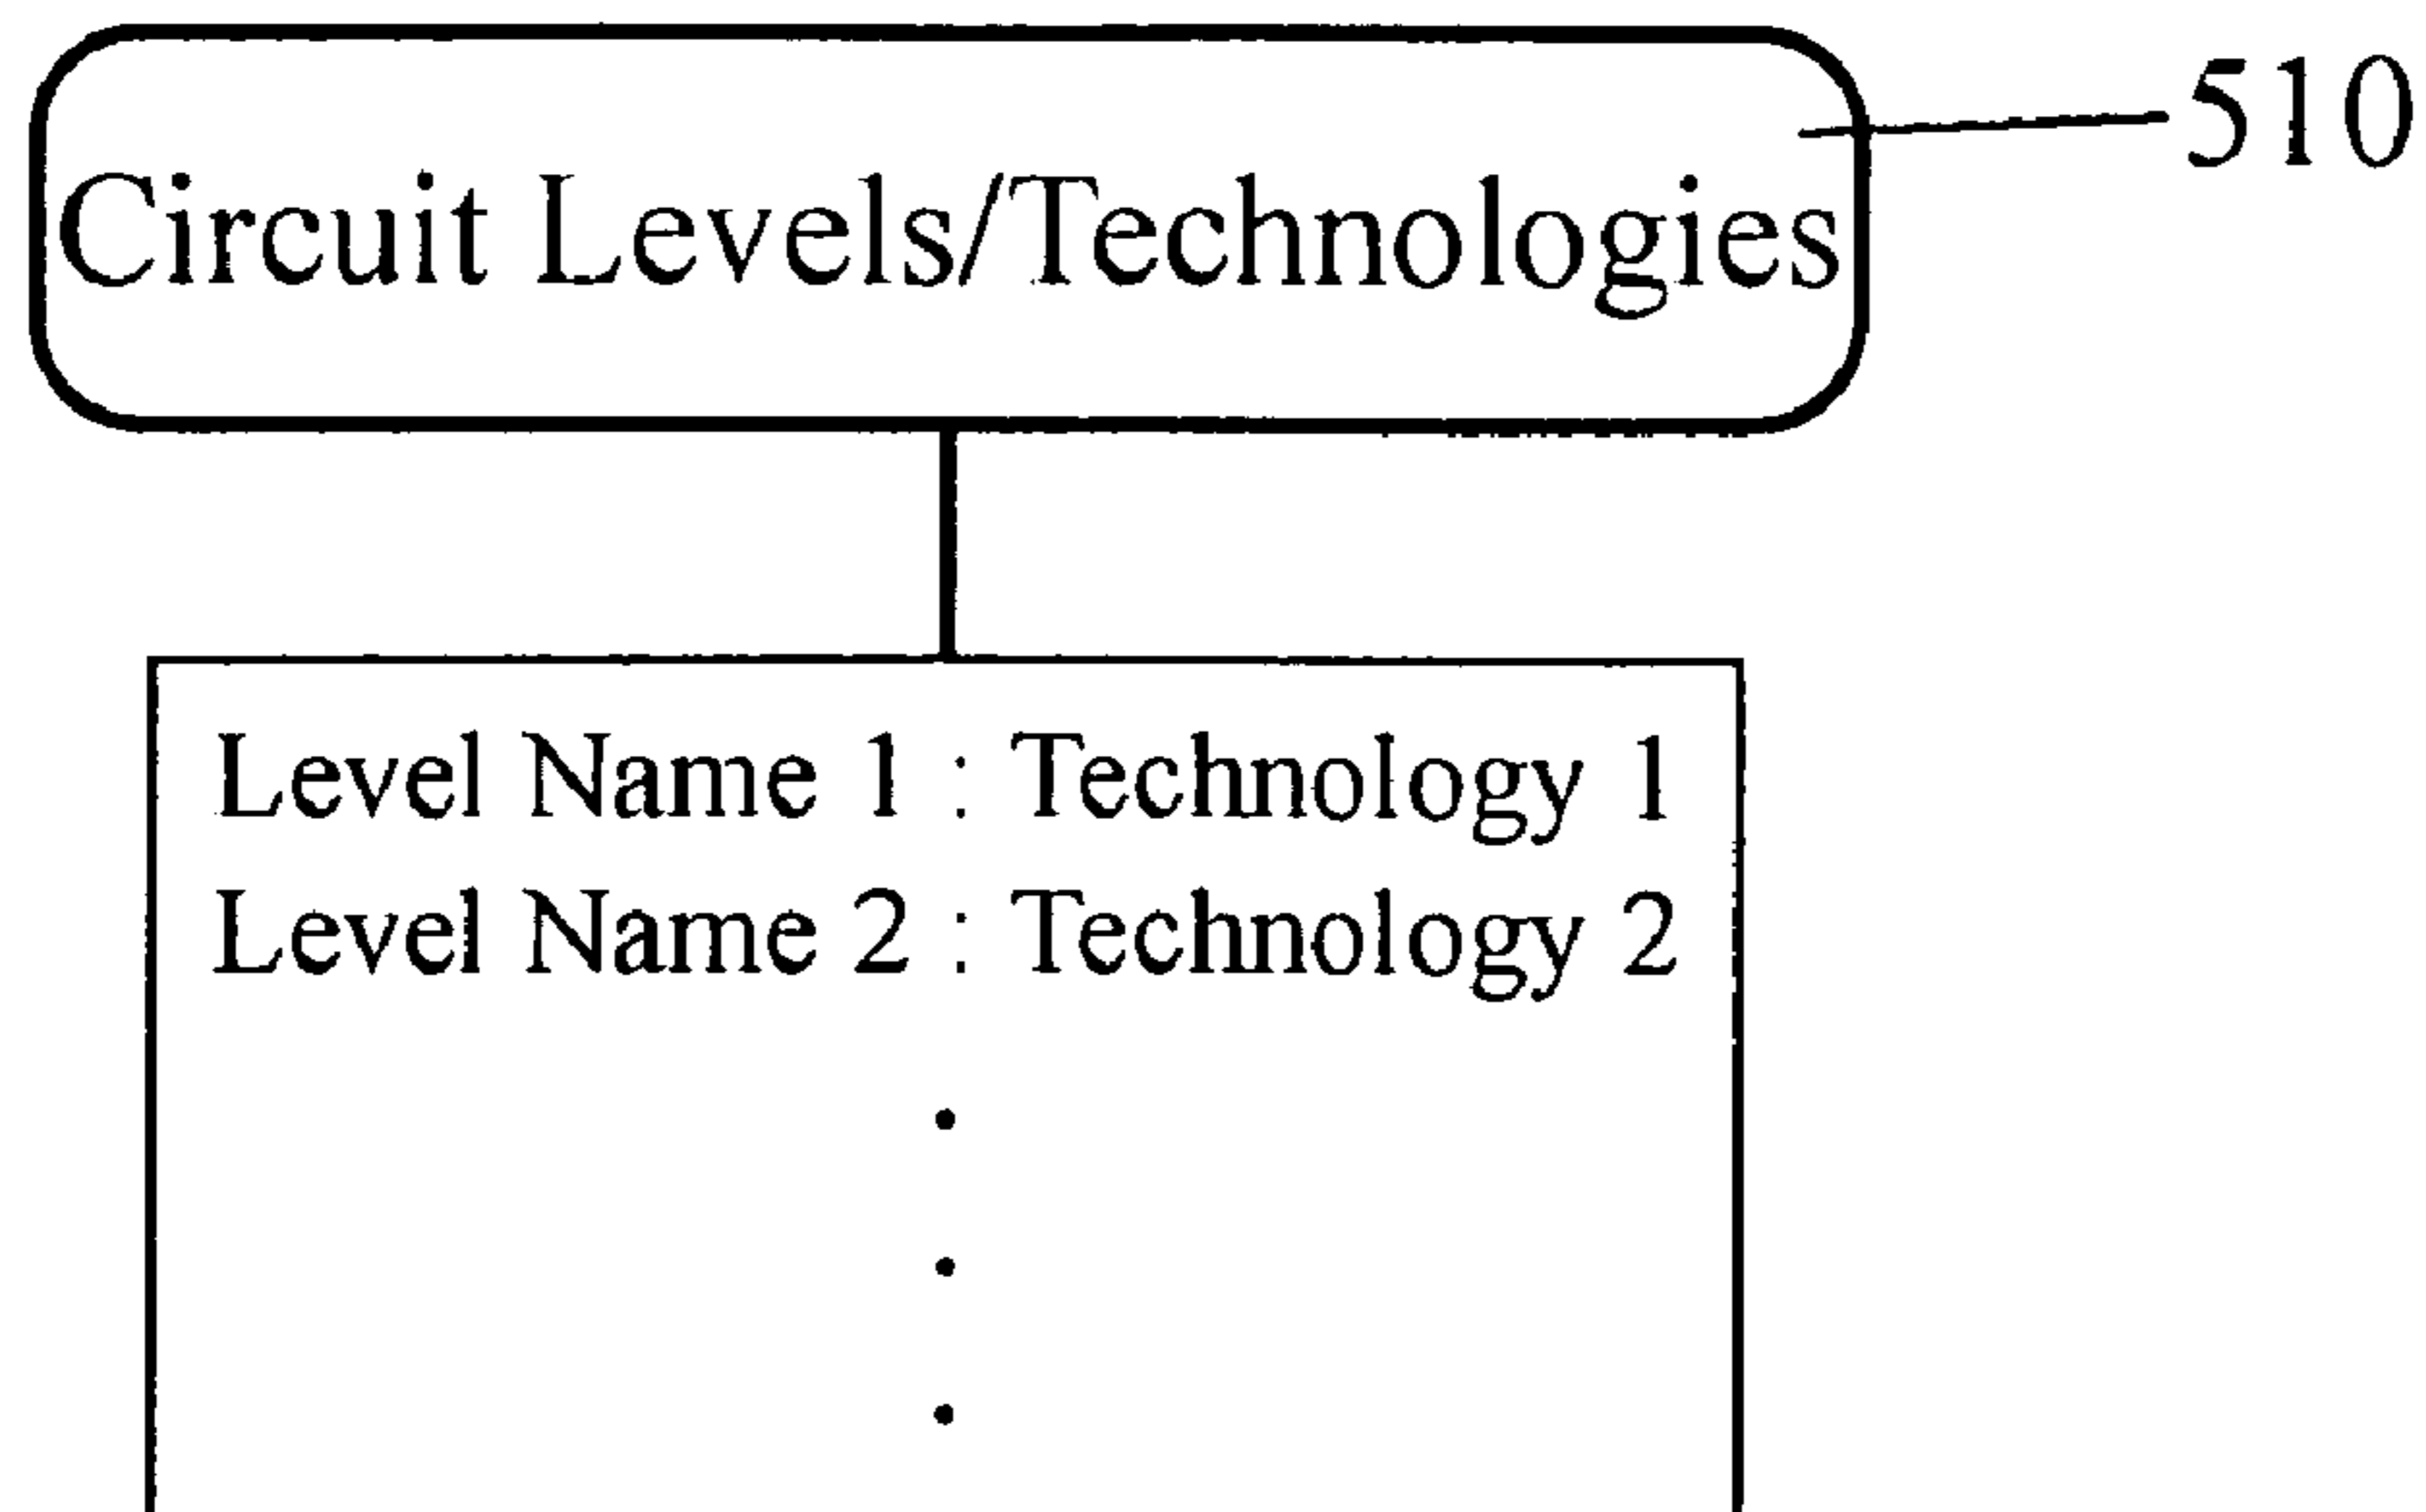 510
Circuit Levels/Technologies
Level Name 1 : Technology 1
Level Name 2 : Technology 2
.
.
.